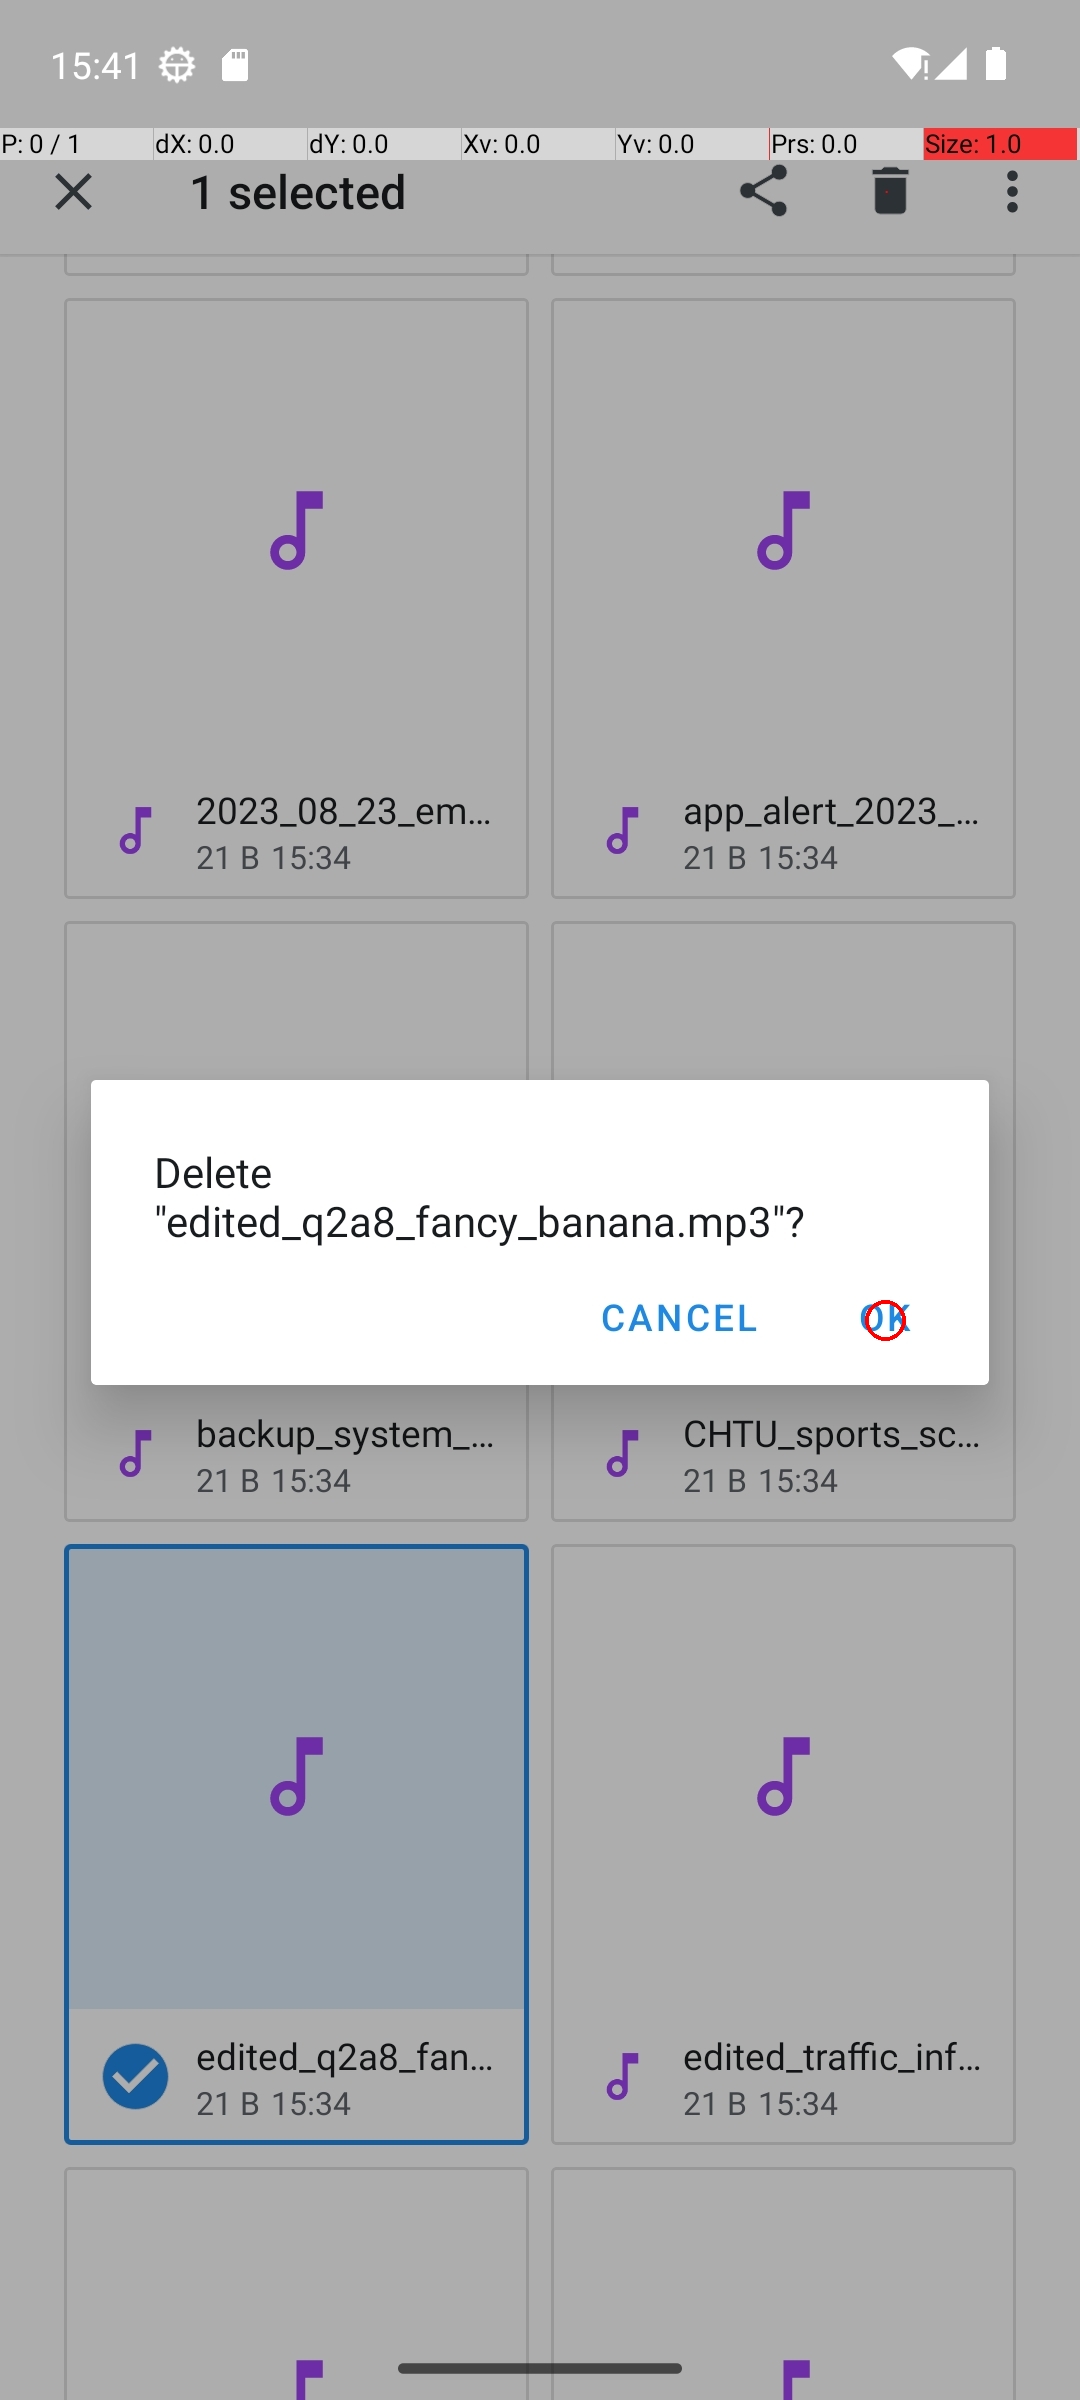 15:41
P: 0 / 1
dX: 0.0
dY: 0.0
Xv: 0.0
Yv: 0.0
Prs: 0.0
Size: 1.0
1 selected
2023_08_23_em…
21 B 15:34
app_alert_2023_…
21 B 15:34
Delete
"edited_q2a8_fancy_banana.mp3"?
CANCEL
OK
backup_system_…
21 B 15:34
CHTU_sports_sc…
21 B 15:34
edited_q2a8_fan…
21 B 15:34
edited_traffic_inf…
21 B 15:34